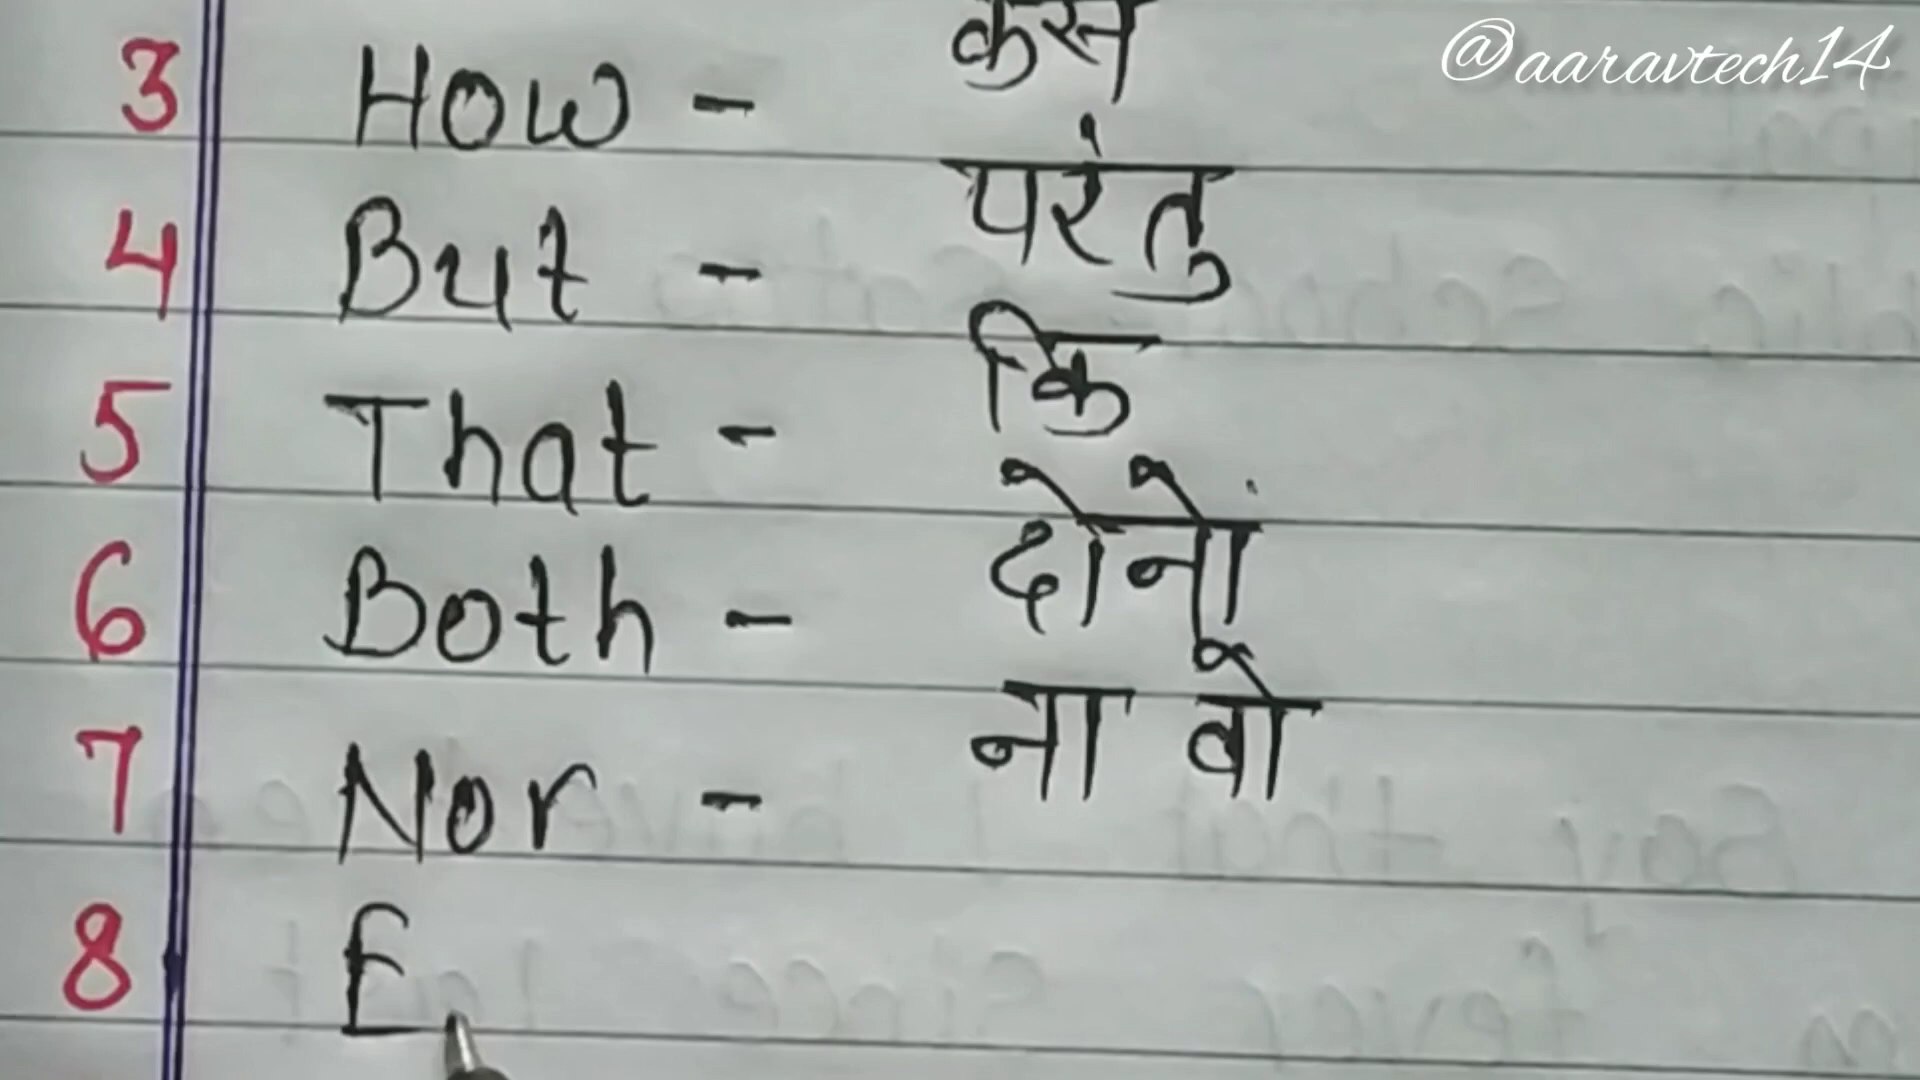 @aaravtech14
3 How - कैसे
4 But - परंतु
5 That - कि
6 Both - दोनों
7 Nor - ना वो
8 E